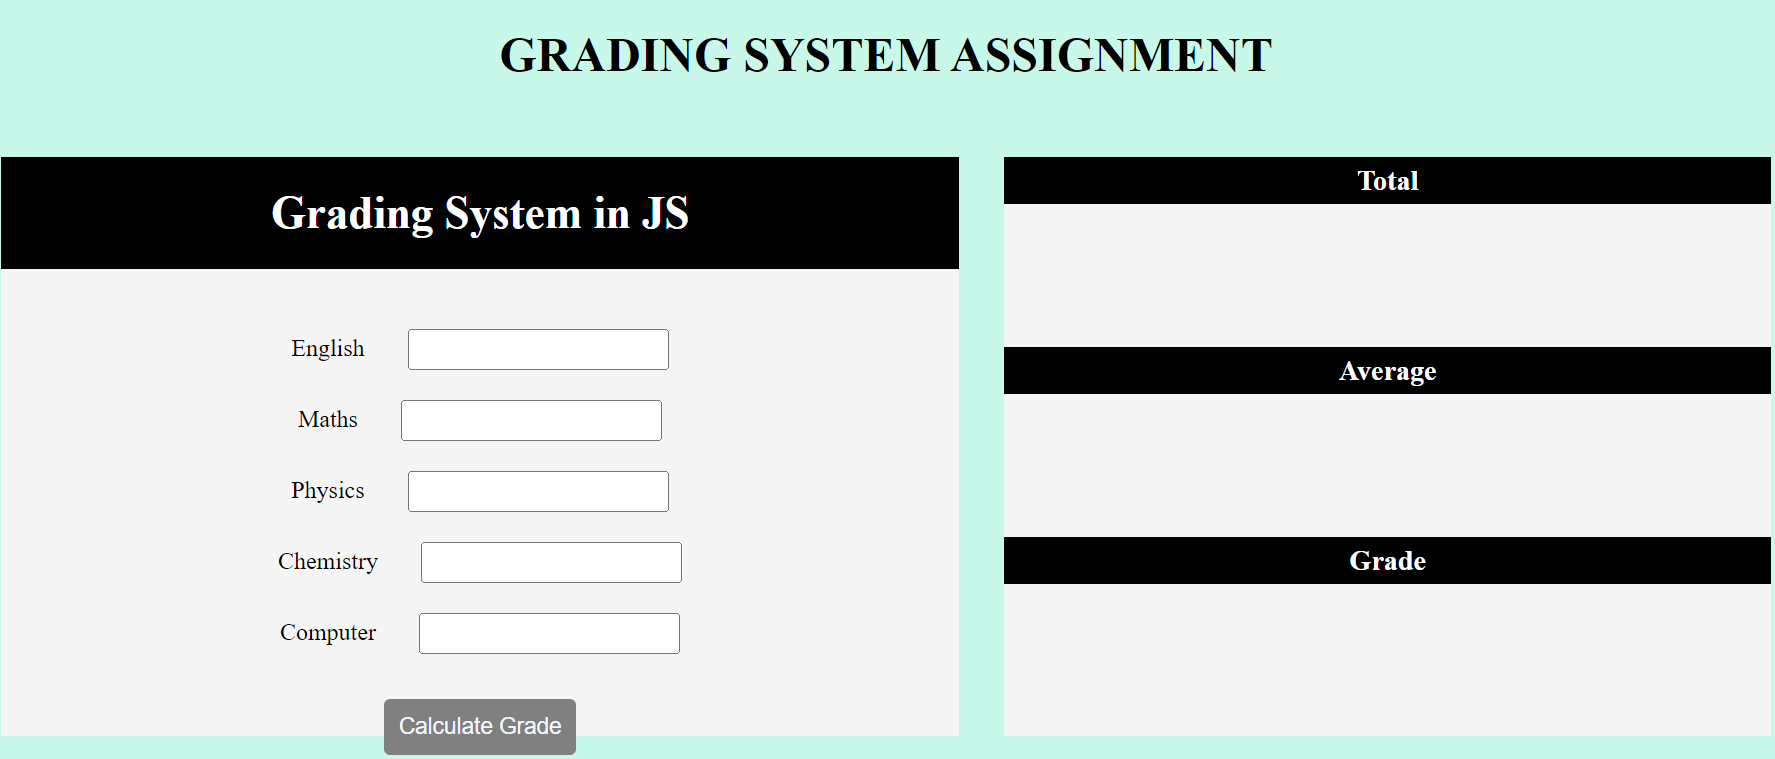 GRADING SYSTEM ASSIGNMENT
Grading System in JS
English
Maths
Physics
Chemistry
Computer
Calculate Grade
Total
Average
Grade